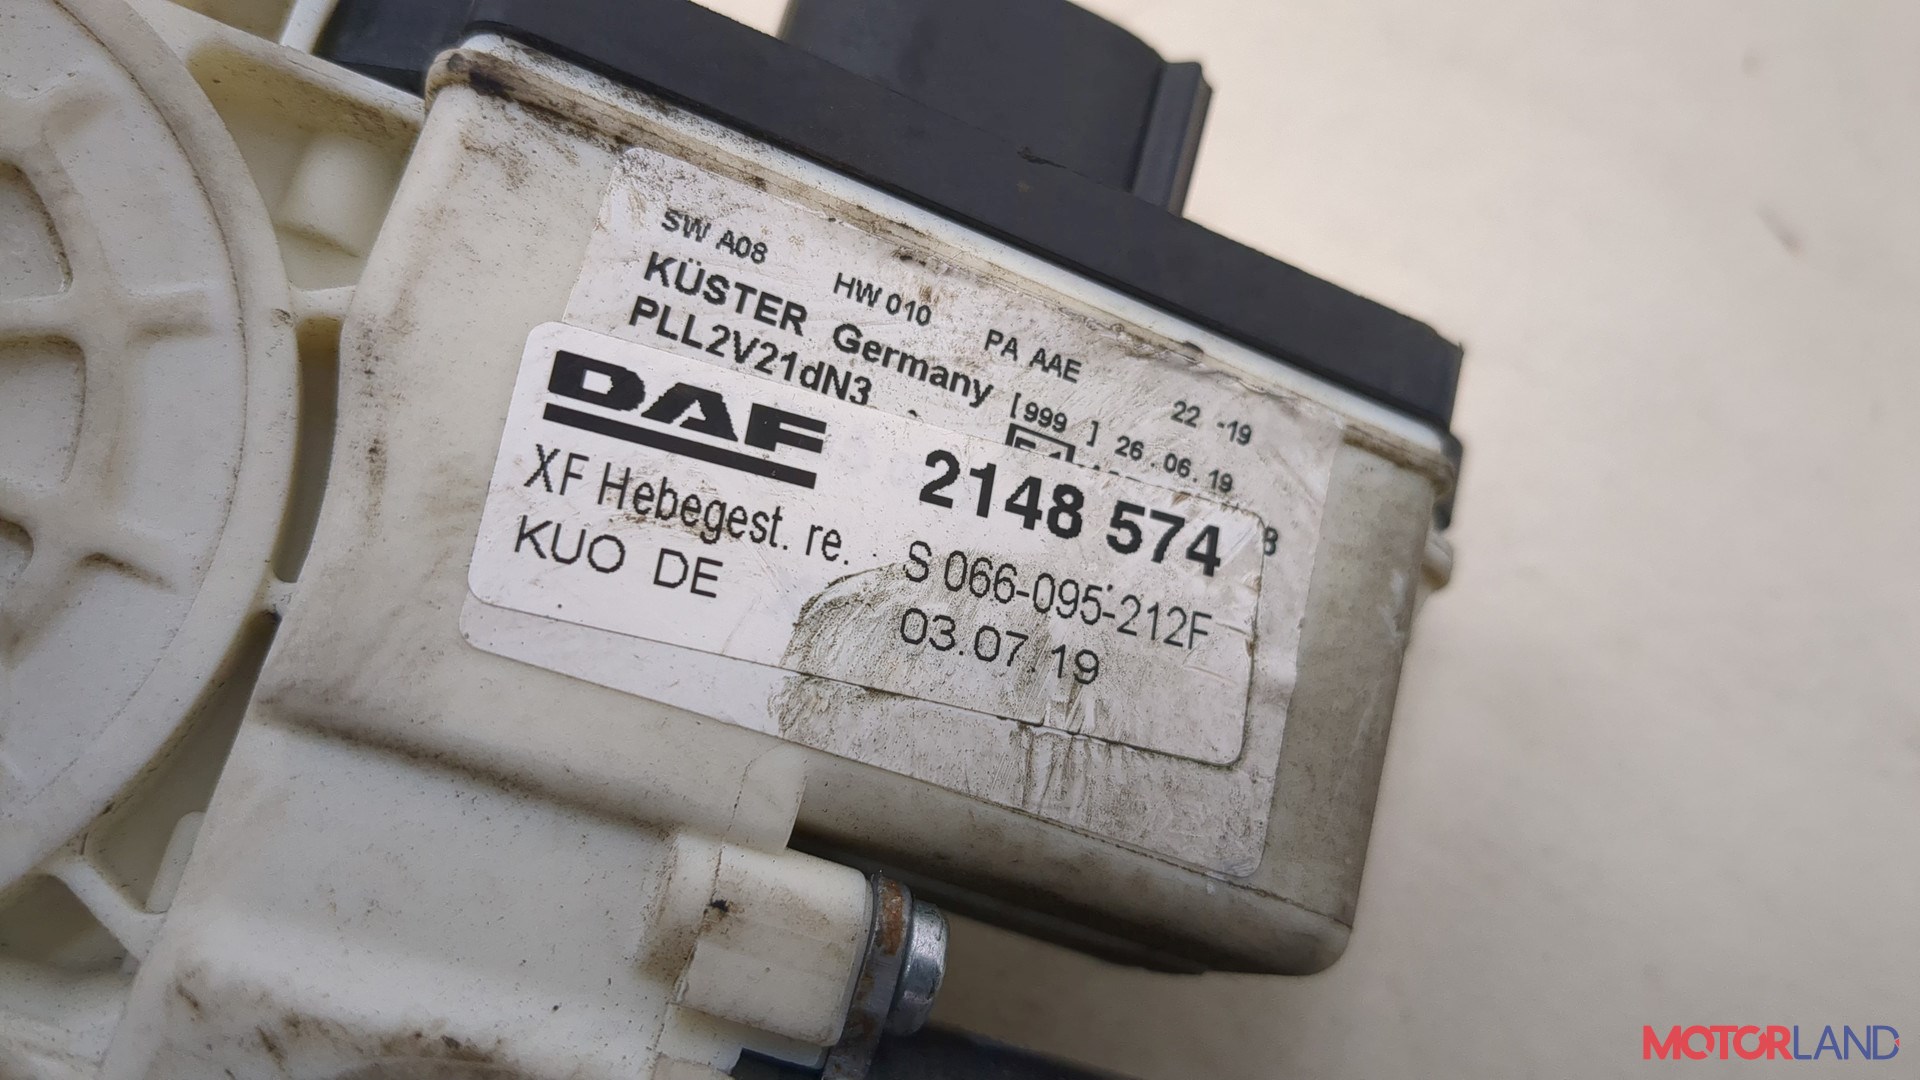 SW A08 HW 010 PA AAE 22 -19
KÜSTER Germany [ 999 ] 26.06.19
PLL2V21dN3
DAF 2148 574
XF Hebegest. re. S 066-095-212F
KUO DE 03.07.19
MOTORLAND